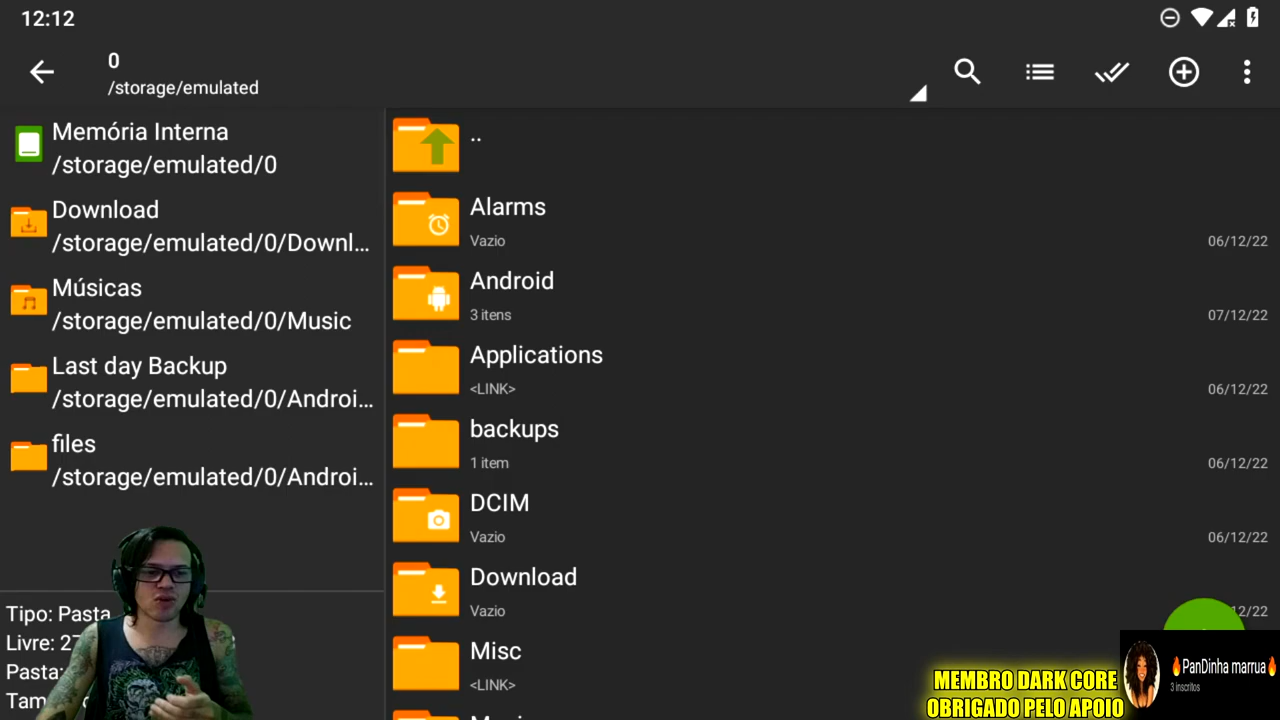 12:12
0
/storage/emulated
Memória Interna
/storage/emulated/0
Download
/storage/emulated/0/Downl...
Músicas
/storage/emulated/0/Music
Last day Backup
/storage/emulated/0/Androi...
files
/storage/emulated/0/Androi...
Tipo: Pasta
Livre: 27
Pasta:
..
Alarms
Vazio
06/12/22
Android
3 itens
07/12/22
Applications
<LINK>
06/12/22
backups
1 item
06/12/22
DCIM
Vazio
06/12/22
Download
Vazio
12/22
Misc
<LINK>
MEMBRO DARK CORE
OBRIGADO PELO APOIO
🔥PanDinha marrua🔥
3 inscritos